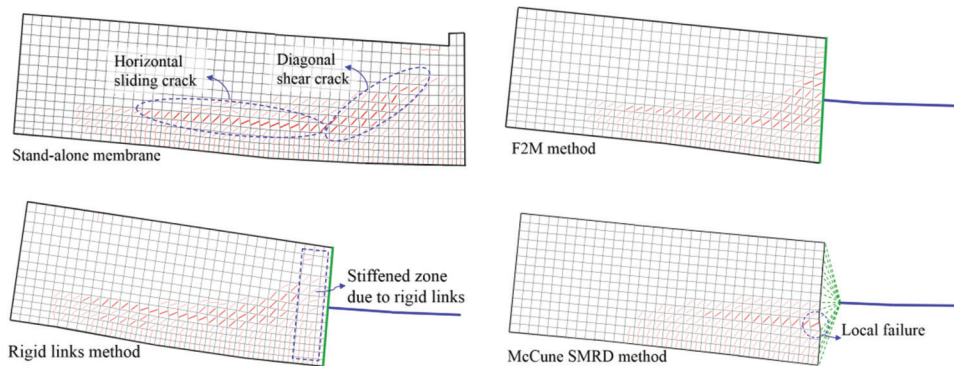 Horizontal
sliding crack
Diagonal
shear crack
Stand-alone membrane
F2M method
Stiffened zone
due to rigid links
Rigid links method
Local failure
McCune SMRD method